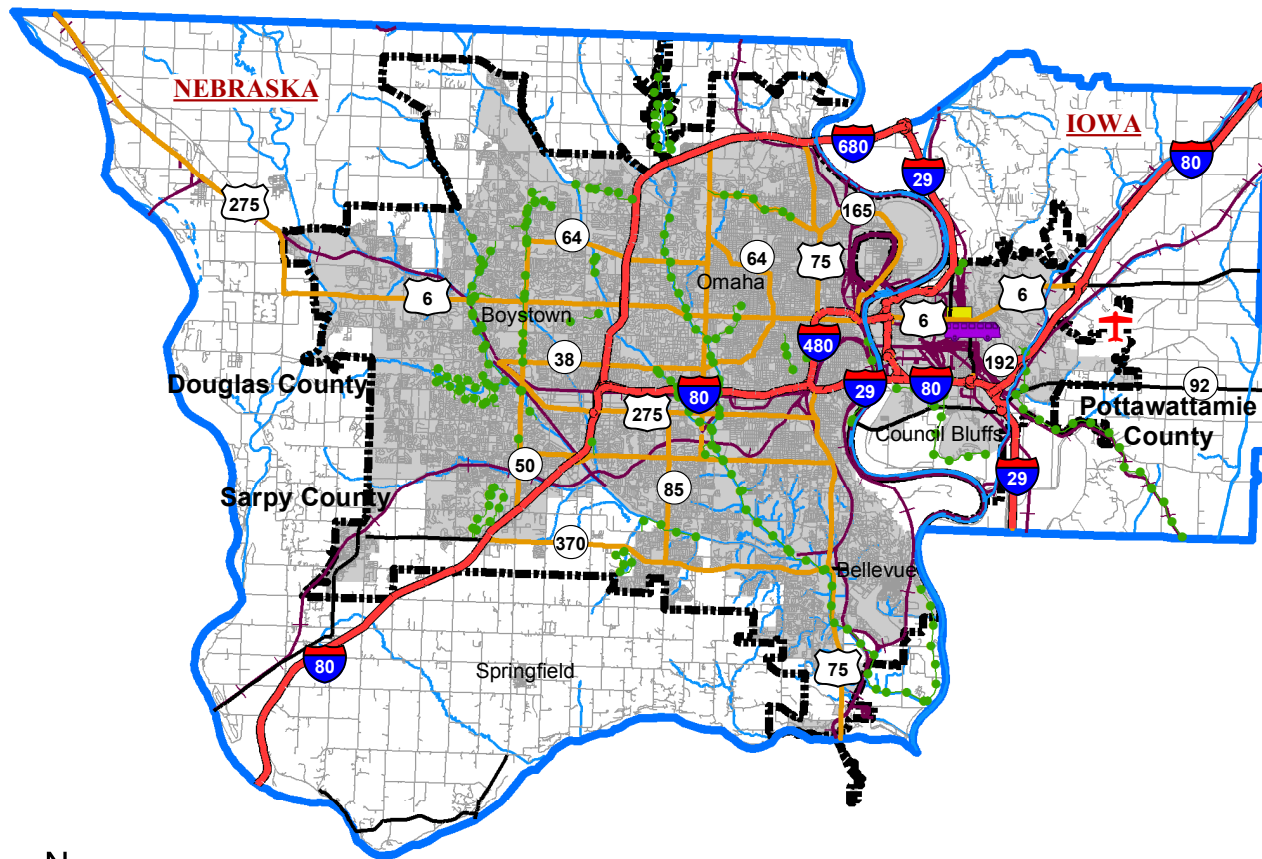 NEBRASKA
IOWA
680
80
29
275
165
64
64
75
Omaha
6
6
6
Boystown
480
38
192
Douglas County
29
80
80
92
275
Pottawattamie
County
Council Bluffs
50
29
85
Sarpy County
370
Bellevue
80
Springfield
75
N